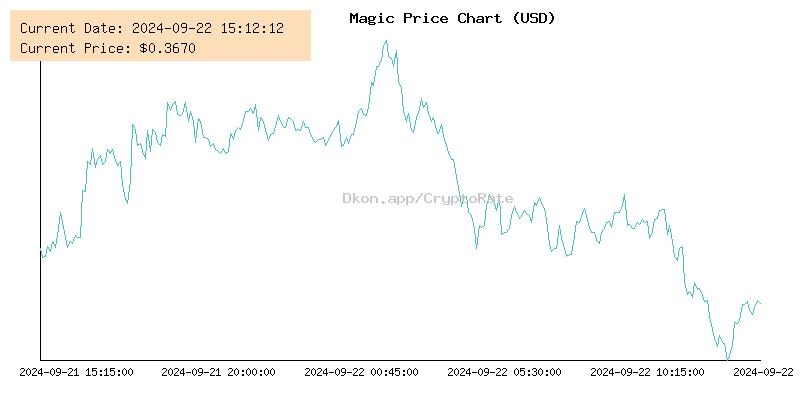 Magic Price Chart (USD)
Current Date: 2024-09-22 15:12:12
Current Price: $0.3670
Dkon.app/CryptoRate
2024-09-21 15:15:00 2024-09-21 20:00:00 2024-09-22 00:45:00 2024-09-22 05:30:00 2024-09-22 10:15:00 2024-09-22